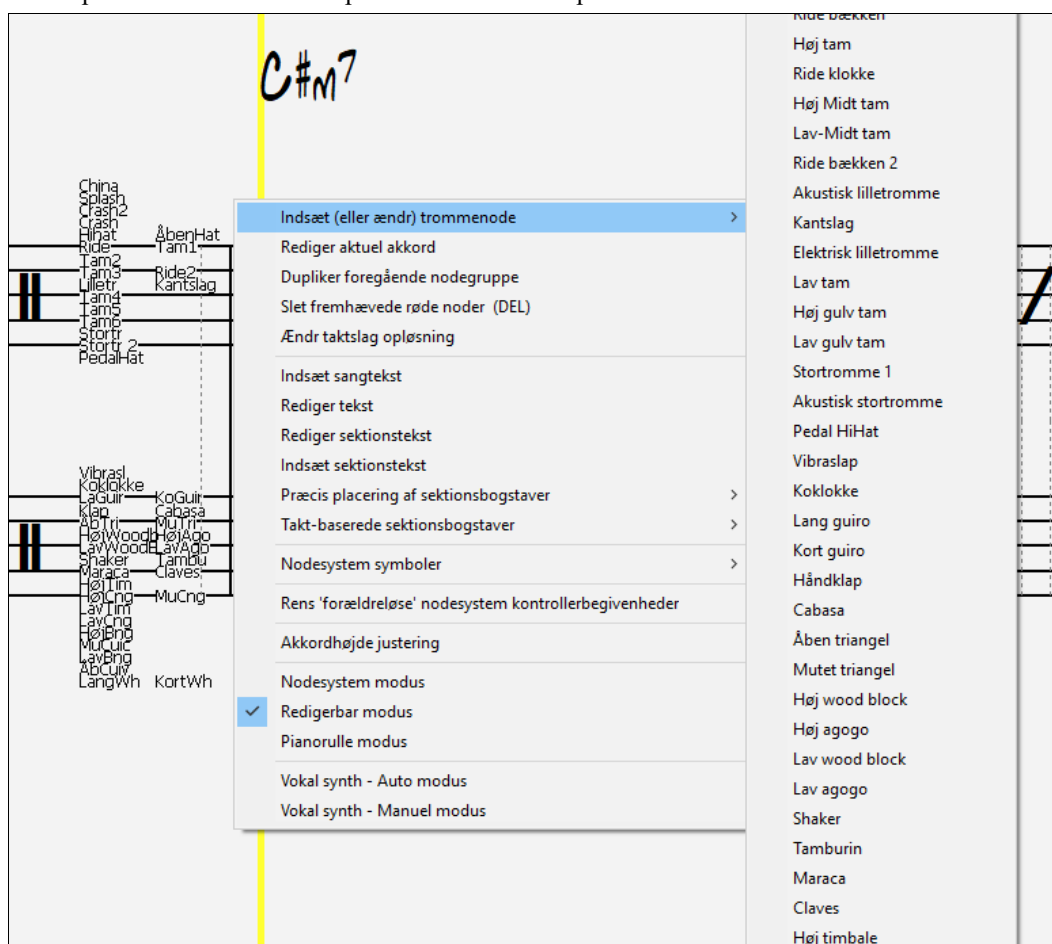 C#m7
China
Splash
Crash2
Crash
Hihat ÅbenHat
Ride Tam1
Tam2
Tam3 Ride2
Lilletr Kantslag
Tam4
Tam5
Tam6
Stortr
Stortr 2
PedalHat
Vibrasl
Koklokke
LaGuir KoGuir
Klap Cabasa
ÅbTri MuTri
HøjWoodb HøjAgo
LavWoodB LavAgo
Shaker Tambu
Maraca Claves
HøjTim
HøjCng MuCng
LavTim
LavCng
HøjBng
MuCuic
LavBng
ÅbCuiv
LangWh KortWh
Indsæt (eller ændr) trommenode
Rediger aktuel akkord
Dupliker foregående nodegruppe
Slet fremhævede røde noder (DEL)
Ændr taktslag opløsning
Indsæt sangtekst
Rediger tekst
Rediger sektionstekst
Indsæt sektionstekst
Præcis placering af sektionsbogstaver
Takt-baserede sektionsbogstaver
Nodesystem symboler
Rens 'forældreløse' nodesystem kontrollerbegivenheder
Akkordhøjde justering
Nodesystem modus
Redigerbar modus
Pianorulle modus
Vokal synth - Auto modus
Vokal synth - Manuel modus
Ride bækken
Høj tam
Ride klokke
Høj Midt tam
Lav-Midt tam
Ride bækken 2
Akustisk lilletromme
Kantslag
Elektrisk lilletromme
Lav tam
Høj gulv tam
Lav gulv tam
Stortromme 1
Akustisk stortromme
Pedal HiHat
Vibraslap
Koklokke
Lang guiro
Kort guiro
Håndklap
Cabasa
Åben triangel
Mutet triangel
Høj wood block
Høj agogo
Lav wood block
Lav agogo
Shaker
Tamburin
Maraca
Claves
Høj timbale